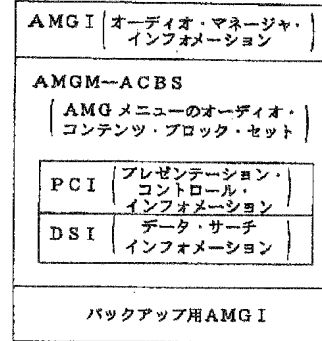 AMGI(オーディオ・マネージャ・
インフォメーション)
AMGM-ACBS
(AMGメニューのオーディオ・
コンテンツ・ブロック・セット)
PCI(プレゼンテーション・
コントロール・
インフォメーション)
DSI(データ・サーチ
インフォメーション)
バックアップ用AMGI